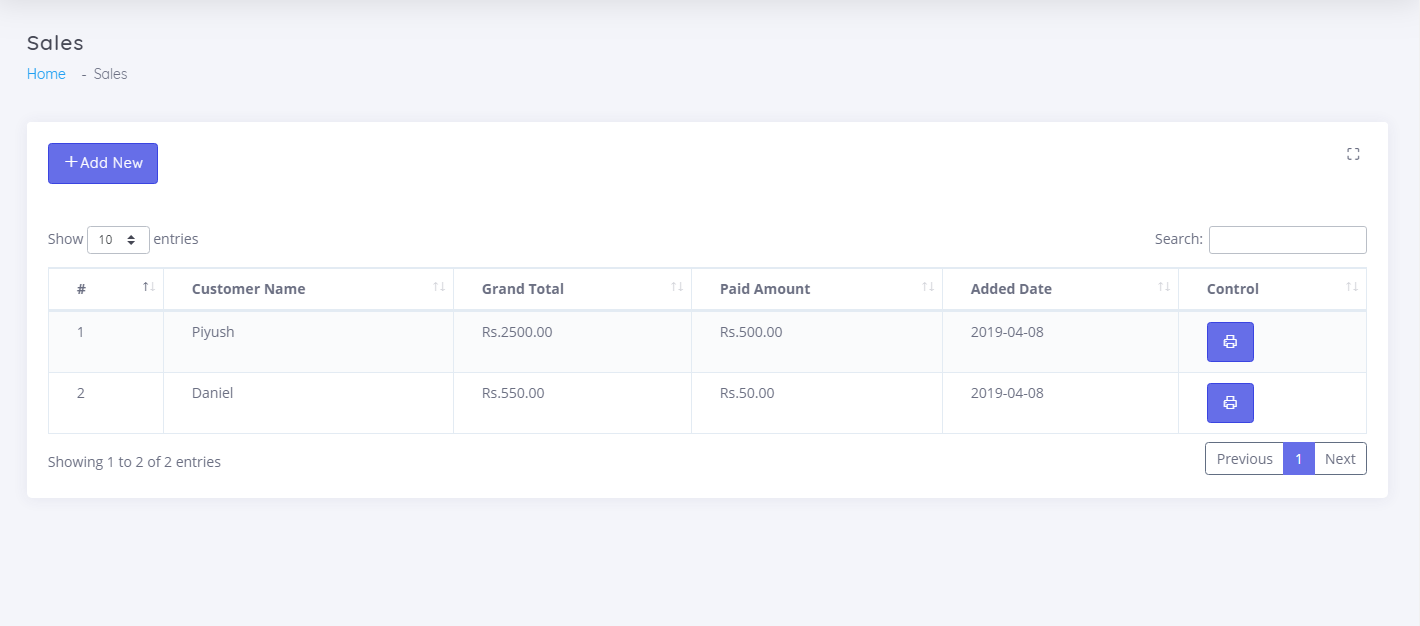 Sales
Home - Sales
Add New
Show 10 entries
Search:
# Customer Name Grand Total Paid Amount Added Date Control
1 Piyush Rs.2500.00 Rs.500.00 2019-04-08
2 Daniel Rs.550.00 Rs.50.00 2019-04-08
Showing 1 to 2 of 2 entries
Previous 1 Next